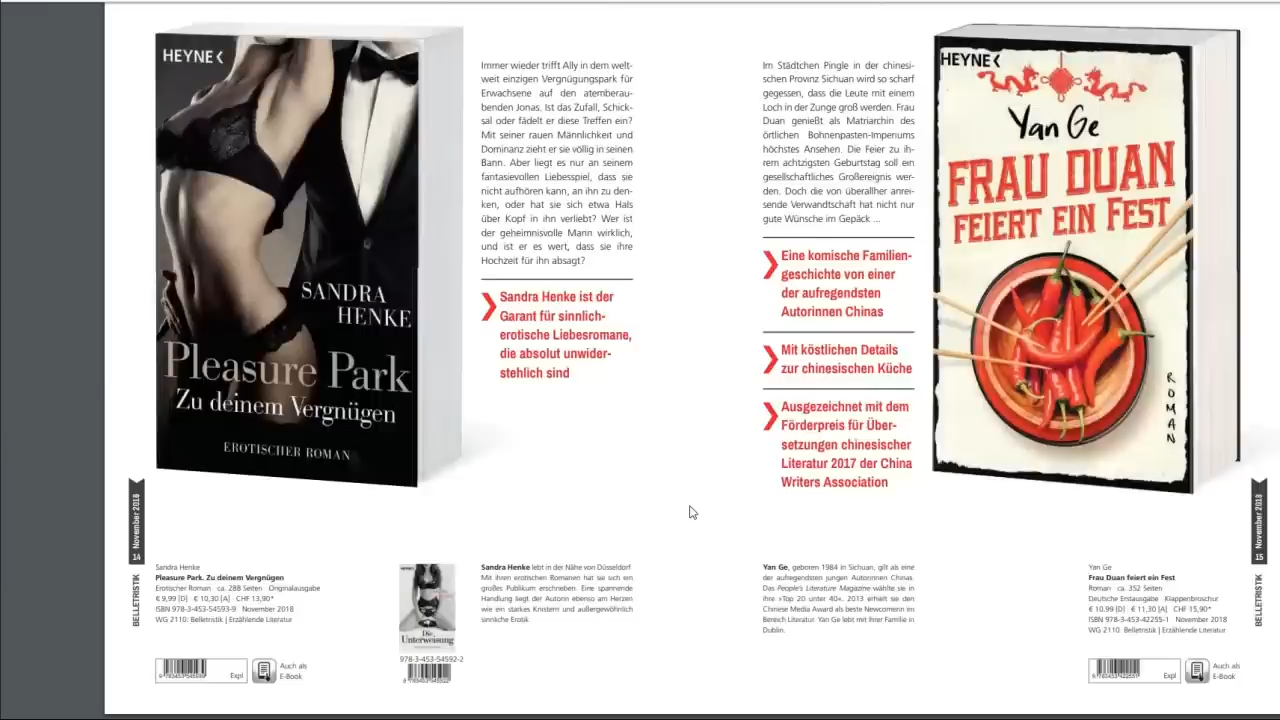 HEYNE<
SANDRA
HENKE
Pleasure Park
Zu deinem Vergnügen
EROTISCHER ROMAN
Immer wieder trifft Ally in dem welt-
weit einzigen Vergnügungspark für
Erwachsene auf den atemberau-
benden Jonas. Ist das Zufall, Schick-
sal oder fädelt er diese Treffen ein?
Mit seiner rauen Männlichkeit und
Dominanz zieht er sie völlig in seinen
Bann. Aber liegt es nur an seinem
fantasievollen Liebesspiel, dass sie
nicht aufhören kann, an ihn zu den-
ken, oder hat sie sich etwa Hals
über Kopf in ihn verliebt? Wer ist
der geheimnisvolle Mann wirklich,
und ist er es wert, dass sie ihre
Hochzeit für ihn absagt?
Sandra Henke ist der
Garant für sinnlich-
erotische Liebesromane,
die absolut unwider-
stehlich sind
Im Städtchen Pingle in der chinesi-
schen Provinz Sichuan wird so scharf
gegessen, dass die Leute mit einem
Loch in der Zunge groß werden. Frau
Duan genießt als Matriarchin des
örtlichen Bohnenpasten-Imperiums
höchstes Ansehen. Die Feier zu ih-
rem achtzigsten Geburtstag soll ein
gesellschaftliches Großereignis wer-
den. Doch die von überallher anrei-
sende Verwandtschaft hat nicht nur
gute Wünsche im Gepäck ...
Eine komische Familien-
geschichte von einer
der aufregendsten
Autorinnen Chinas
Mit köstlichen Details
zur chinesischen Küche
Ausgezeichnet mit dem
Förderpreis für Über-
setzungen chinesischer
Literatur 2017 der China
Writers Association
HEYNE<
Yan Ge
FRAU DUAN
FEIERT EIN FEST
ROMAN
14 November 2018
BELLETRISTIK
Sandra Henke
Pleasure Park. Zu deinem Vergnügen
Erotischer Roman ca. 288 Seiten Originalausgabe
€ 9,99 [D] € 10,30 [A] CHF 13,90*
ISBN 978-3-453-54593-9 November 2018
WG 2110: Belletristik | Erzählende Literatur
Expl
Auch als
E-Book
Die
Unterweisung
978-3-453-54592-2
Sandra Henke lebt in der Nähe von Düsseldorf
Mit ihren erotischen Romanen hat sie sich ein
großes Publikum erschrieben. Eine spannende
Handlung liegt der Autorin ebenso am Herzen
wie ein starkes Knistern und außergewöhnlich
sinnliche Erotik.
Yan Ge, geboren 1984 in Sichuan, gilt als eine
der aufregendsten jungen Autorinnen Chinas.
Das People's Literature Magazine wählte sie in
ihre »Top 20 unter 40«. 2013 erhielt sie den
Chinese Media Award als beste Newcomerin im
Bereich Literatur. Yan Ge lebt mit ihrer Familie in
Dublin.
Yan Ge
Frau Duan feiert ein Fest
Roman ca. 352 Seiten
Deutsche Erstausgabe Klappenbroschur
€ 10,99 [D] € 11,30 [A] CHF 15,90*
ISBN 978-3-453-42255-1 November 2018
WG 2110 Belletristik | Erzählende Literatur
Expl
Auch als
E-Book
15 November 2018
BELLETRISTIK